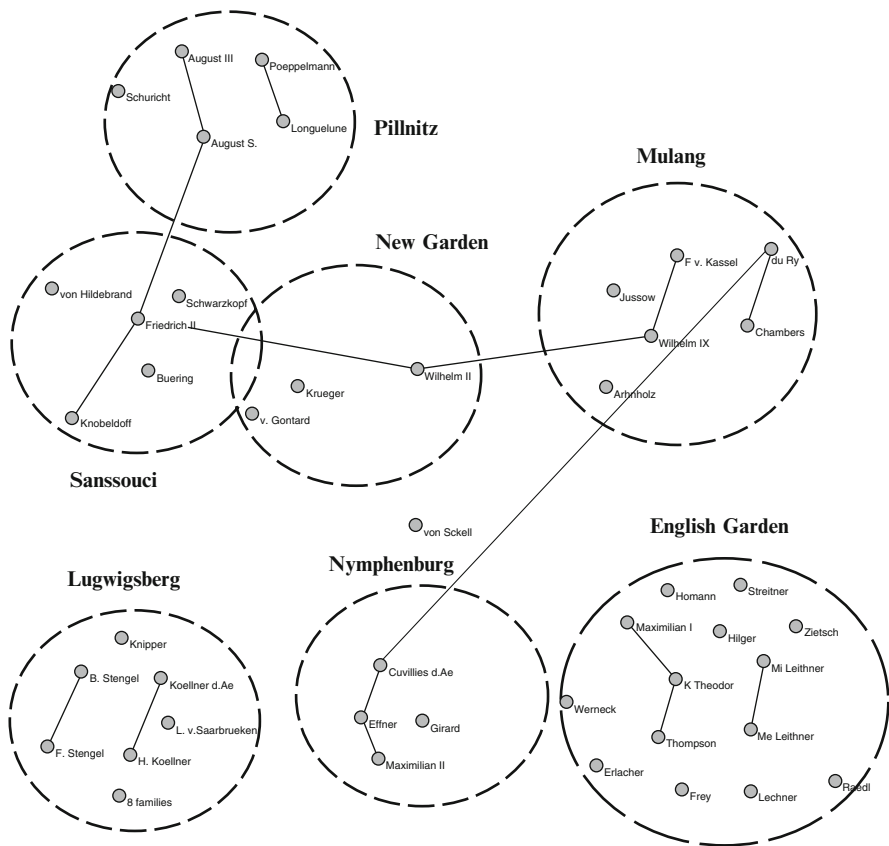 August III
Poeppelmann
Schuricht
Longuelune
Pillnitz
August S.
Mulang
New Garden
F v. Kassel
du Ry
von Hildebrand
Schwarzkopf
Jussow
Friedrich II
Chambers
Wilhelm IX
Buering
Wilhelm II
Krueger
Arhnholz
Knobeldoff
v. Gontard
Sanssouci
von Sckell
English Garden
Nymphenburg
Lugwigsberg
Homann
Streitner
Maximilian I
Zietsch
Knipper
Hilger
B. Stengel
Koellner d.Ae
Cuvillies d.Ae
Mi Leithner
K Theodor
Werneck
L. v.Saarbrueken
Effner
Girard
Me Leithner
F. Stengel
H. Koellner
Maximilian II
Thompson
Erlacher
8 families
Frey
Lechner
Raedl